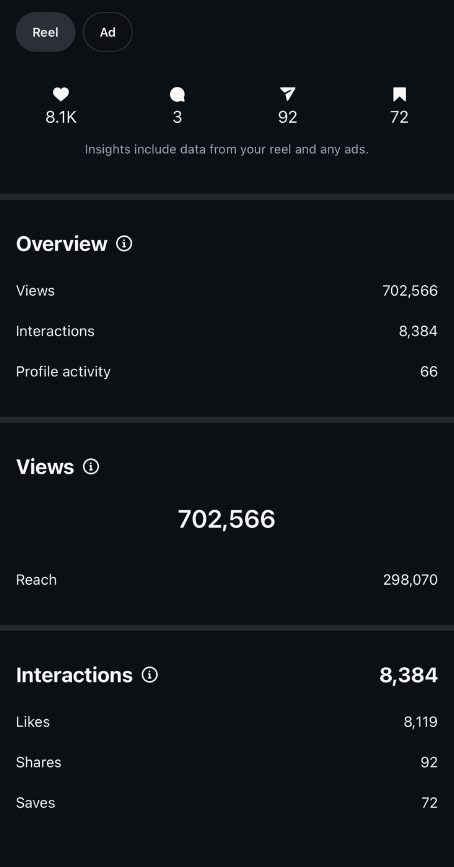 Reel Ad
8.1K 3 92 72
Insights include data from your reel and any ads.
Overview
Views 702,566
Interactions 8,384
Profile activity 66
Views
702,566
Reach 298,070
Interactions 8,384
Likes 8,119
Shares 92
Saves 72